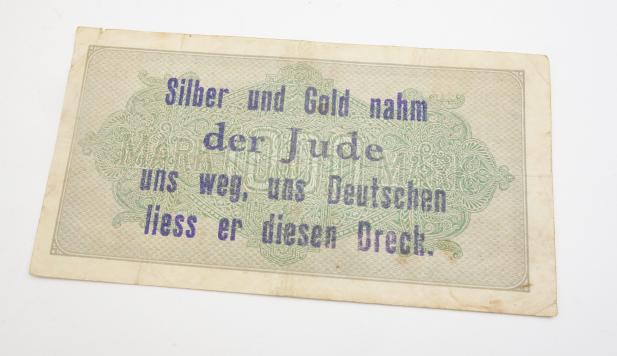 Silber und Gold nahm
der Jude
uns weg, uns Deutschen
liess er diesen Dreck.